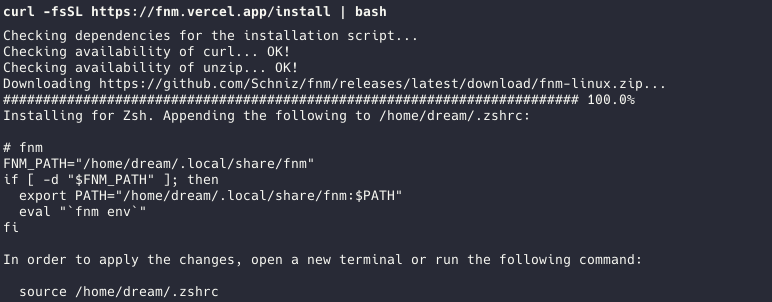 curl -fsSL https://fnm.vercel.app/install | bash
Checking dependencies for the installation script...
Checking availability of curl... OK!
Checking availability of unzip... OK!
Downloading https://github.com/Schniz/fnm/releases/latest/download/fnm-linux.zip...
######################################################################## 100.0%
Installing for Zsh. Appending the following to /home/dream/.zshrc:

# fnm
FNM_PATH="/home/dream/.local/share/fnm"
if [ -d "$FNM_PATH" ]; then
  export PATH="/home/dream/.local/share/fnm:$PATH"
  eval "`fnm env`"
fi

In order to apply the changes, open a new terminal or run the following command:

  source /home/dream/.zshrc